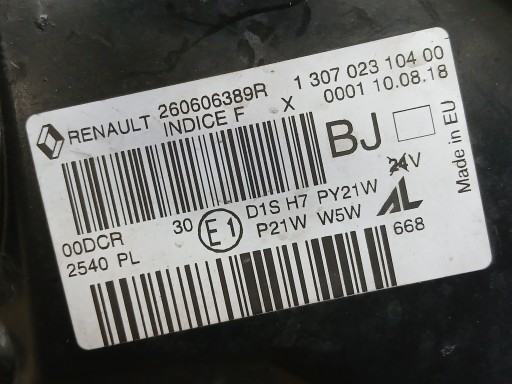 RENAULT 260606389R 1 307 023 104 00
INDICE F X 0001 10.08.18
BJ
Made in EU
00DCR 30 E1 D1S H7 PY21W 24V
2540 PL P21W W5W AL
668